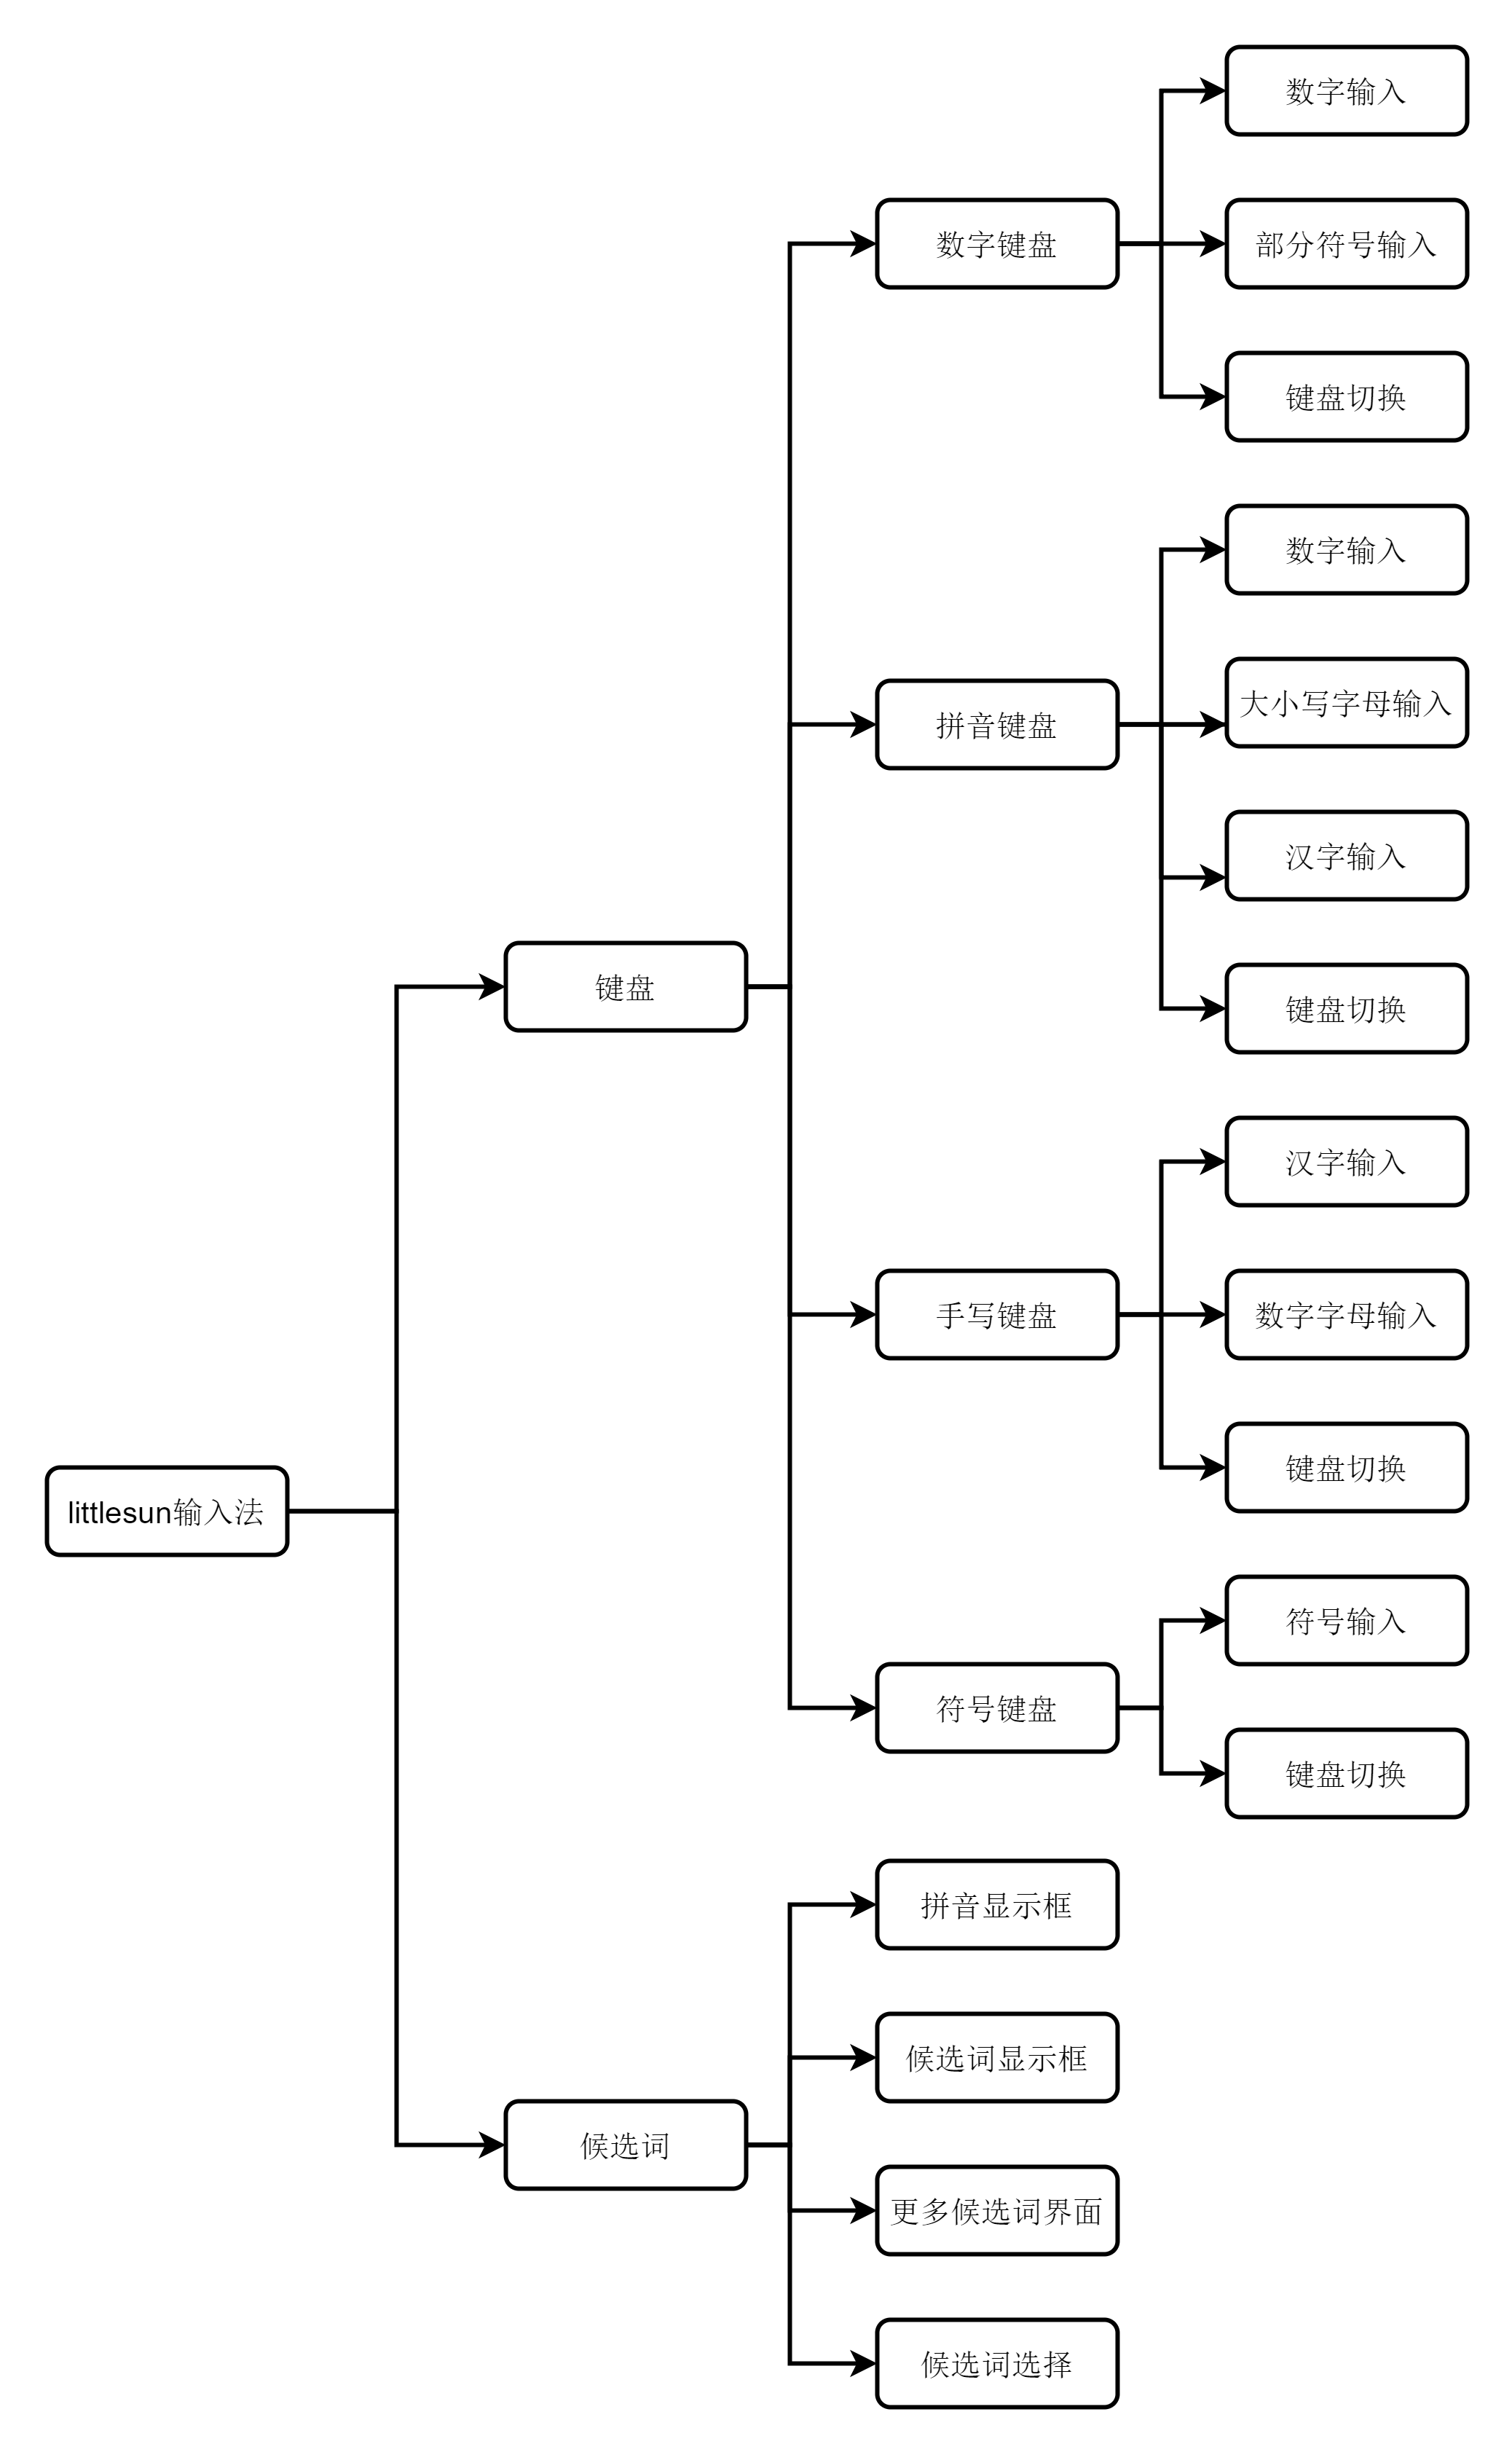 littlesun输入法
键盘
数字键盘
数字输入
部分符号输入
键盘切换
拼音键盘
数字输入
大小写字母输入
汉字输入
键盘切换
手写键盘
汉字输入
数字字母输入
键盘切换
符号键盘
符号输入
键盘切换
候选词
拼音显示框
候选词显示框
更多候选词界面
候选词选择